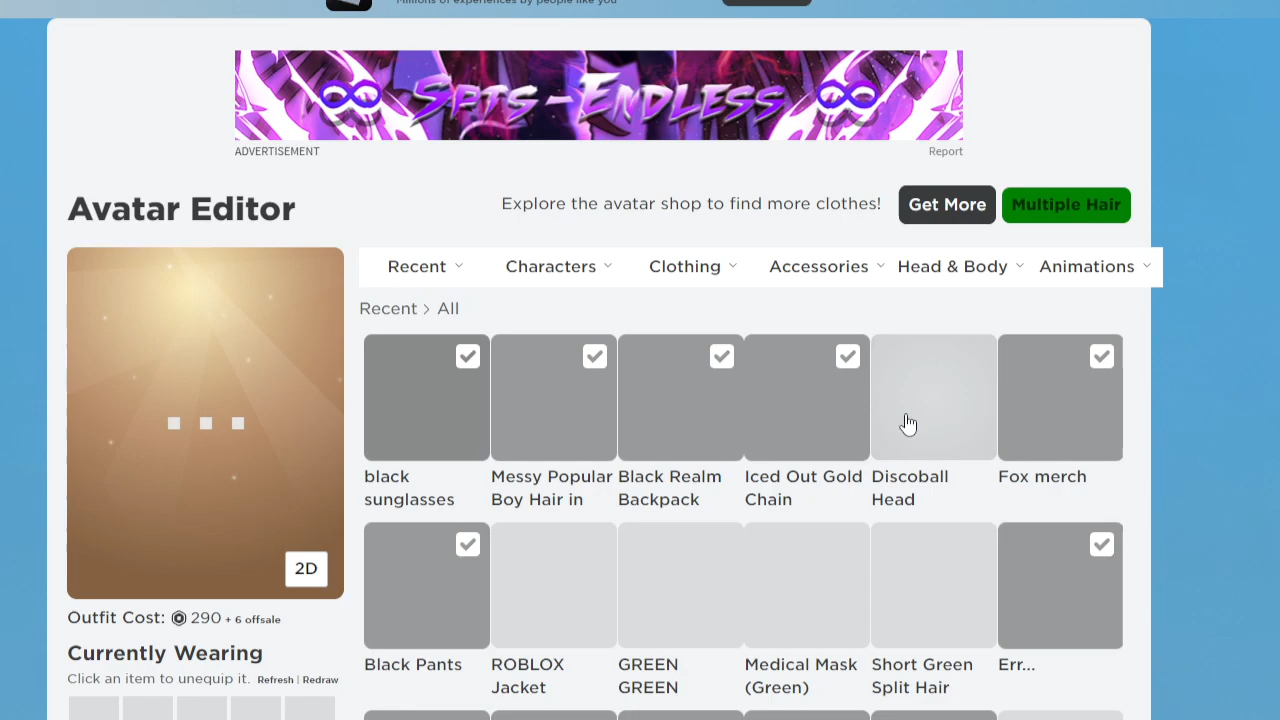 Millions of experiences by people like you
SFTS-ENDLESS
ADVERTISEMENT
Report
Avatar Editor
Explore the avatar shop to find more clothes!
Get More
Multiple Hair
Recent
Characters
Clothing
Accessories
Head & Body
Animations
Recent > All
black sunglasses
Messy Popular Boy Hair in
Black Realm Backpack
Iced Out Gold Chain
Discoball Head
Fox merch
2D
Black Pants
ROBLOX Jacket
GREEN GREEN
Medical Mask (Green)
Short Green Split Hair
Err...
Outfit Cost: 290 + 6 offsale
Currently Wearing
Click an item to unequip it. Refresh | Redraw